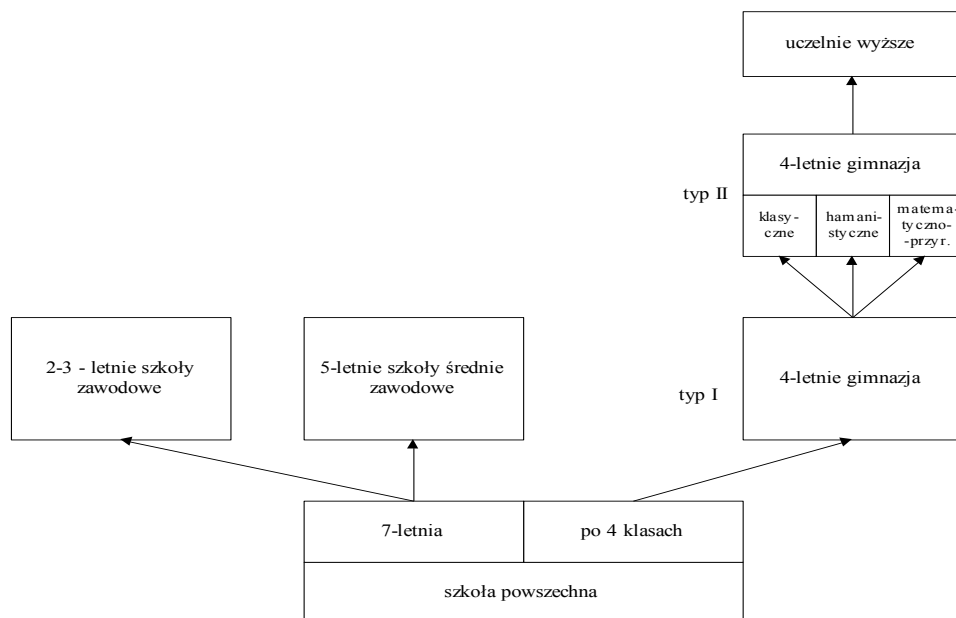 uczelnie wyższe
4-letnie gimnazja
typ II
klasy-
czne
hamani-
styczne
matema-
tyczno-
-przyr.
2-3 - letnie szkoły
zawodowe
5-letnie szkoły średnie
zawodowe
typ I
4-letnie gimnazja
7-letnia
po 4 klasach
szkoła powszechna